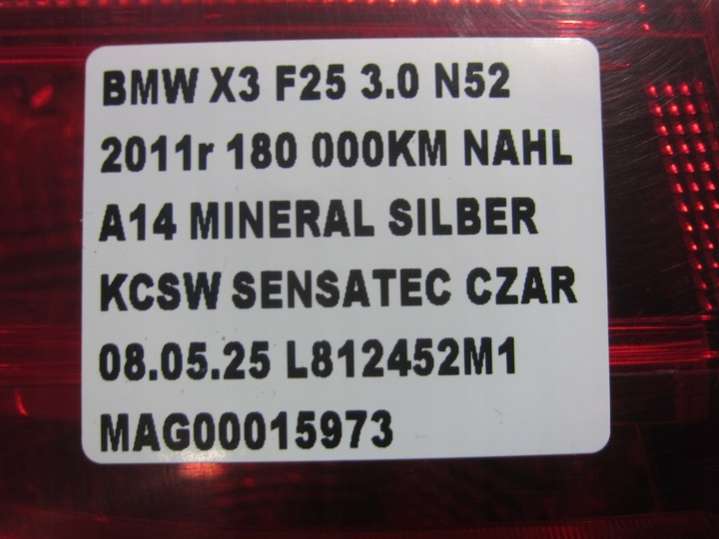 BMW X3 F25 3.0 N52
2011r 180 000KM NAHL
A14 MINERAL SILBER
KCSW SENSATEC CZAR
08.05.25 L812452M1
MAG00015973